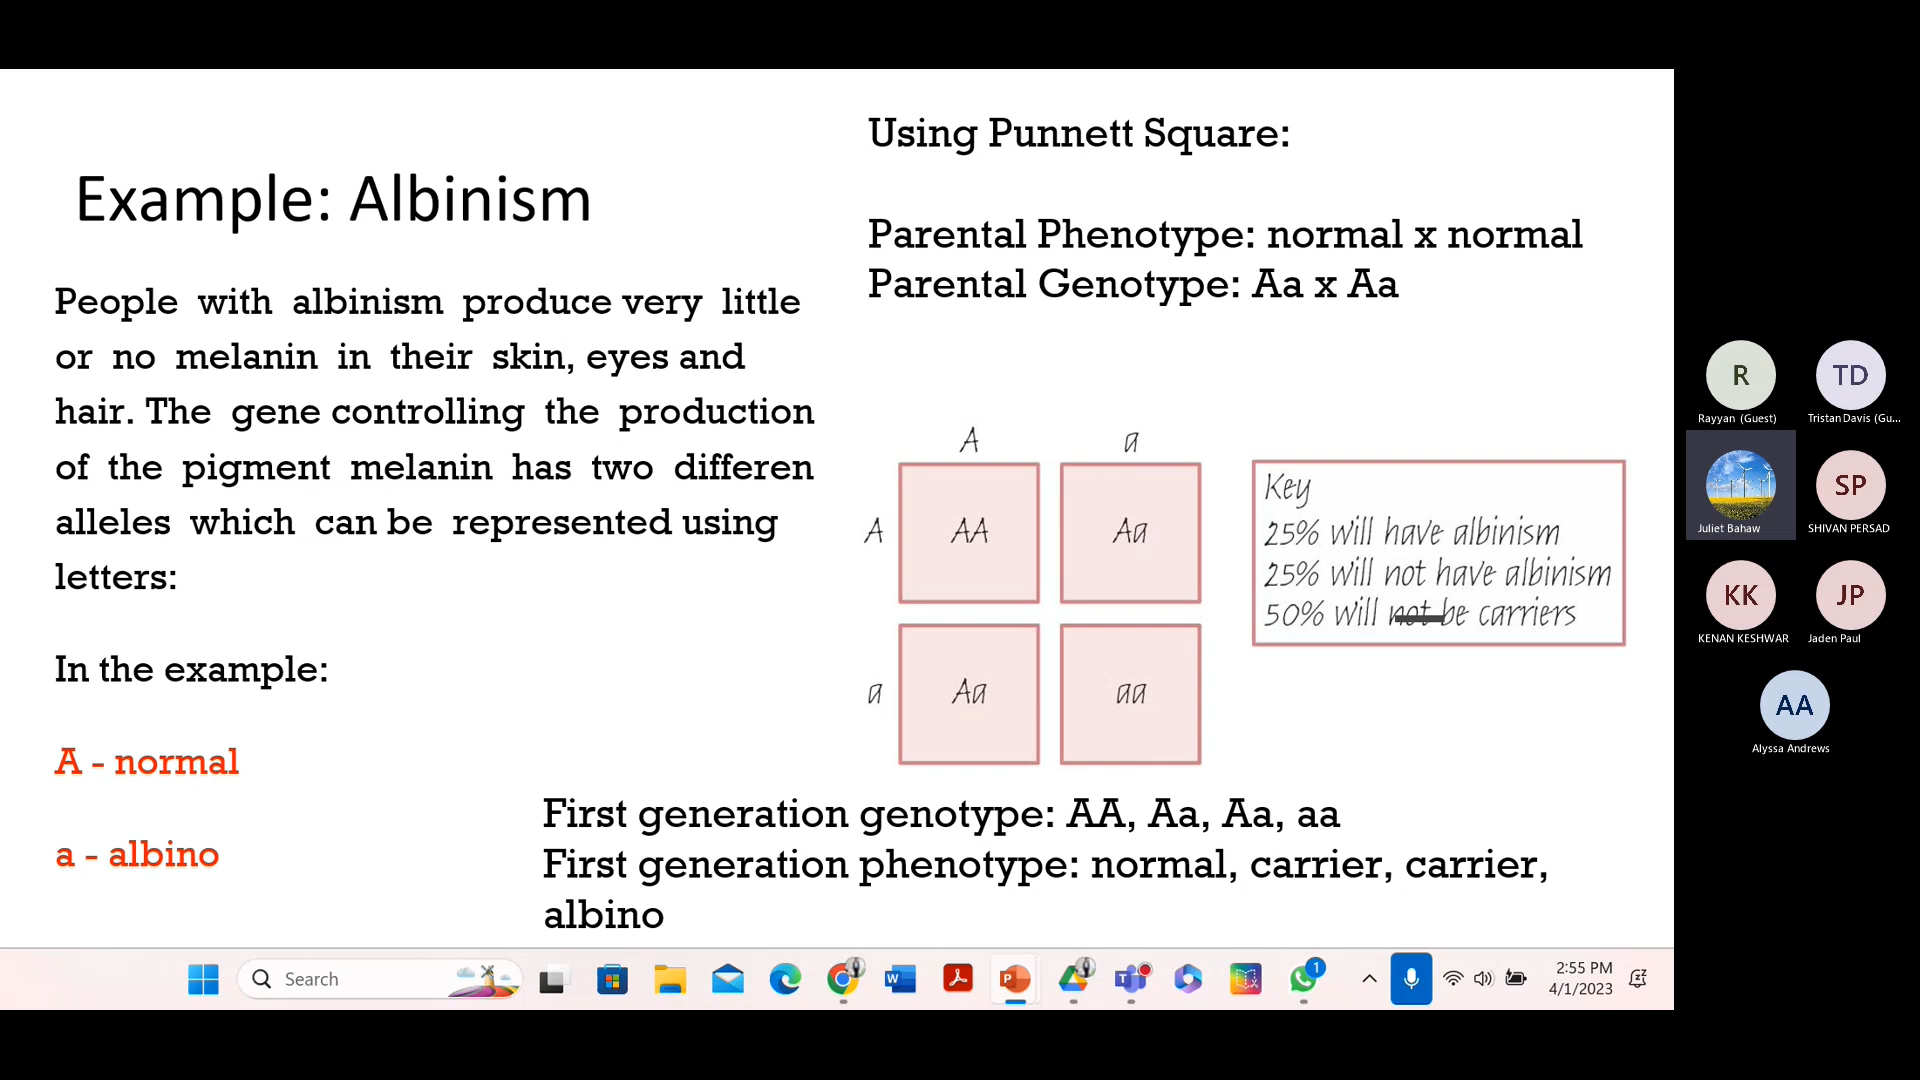 Example: Albinism
People with albinism produce very little
or no melanin in their skin, eyes and
hair. The gene controlling the production
of the pigment melanin has two differen
alleles which can be represented using
letters:
In the example:
A - normal
a - albino
Using Punnett Square:
Parental Phenotype: normal x normal
Parental Genotype: Aa x Aa
A a
A AA Aa
a Aa aa
Key
25% will have albinism
25% will not have albinism
50% will not be carriers
First generation genotype: AA, Aa, Aa, aa
First generation phenotype: normal, carrier, carrier,
albino
R
Rayyan (Guest)
TD
Tristan Davis (Gu...
Juliet Bahaw
SP
SHIVAN PERSAD
KK
KENAN KESHWAR
JP
Jaden Paul
AA
Alyssa Andrews
Search
W
P
T
1
2:55 PM
4/1/2023